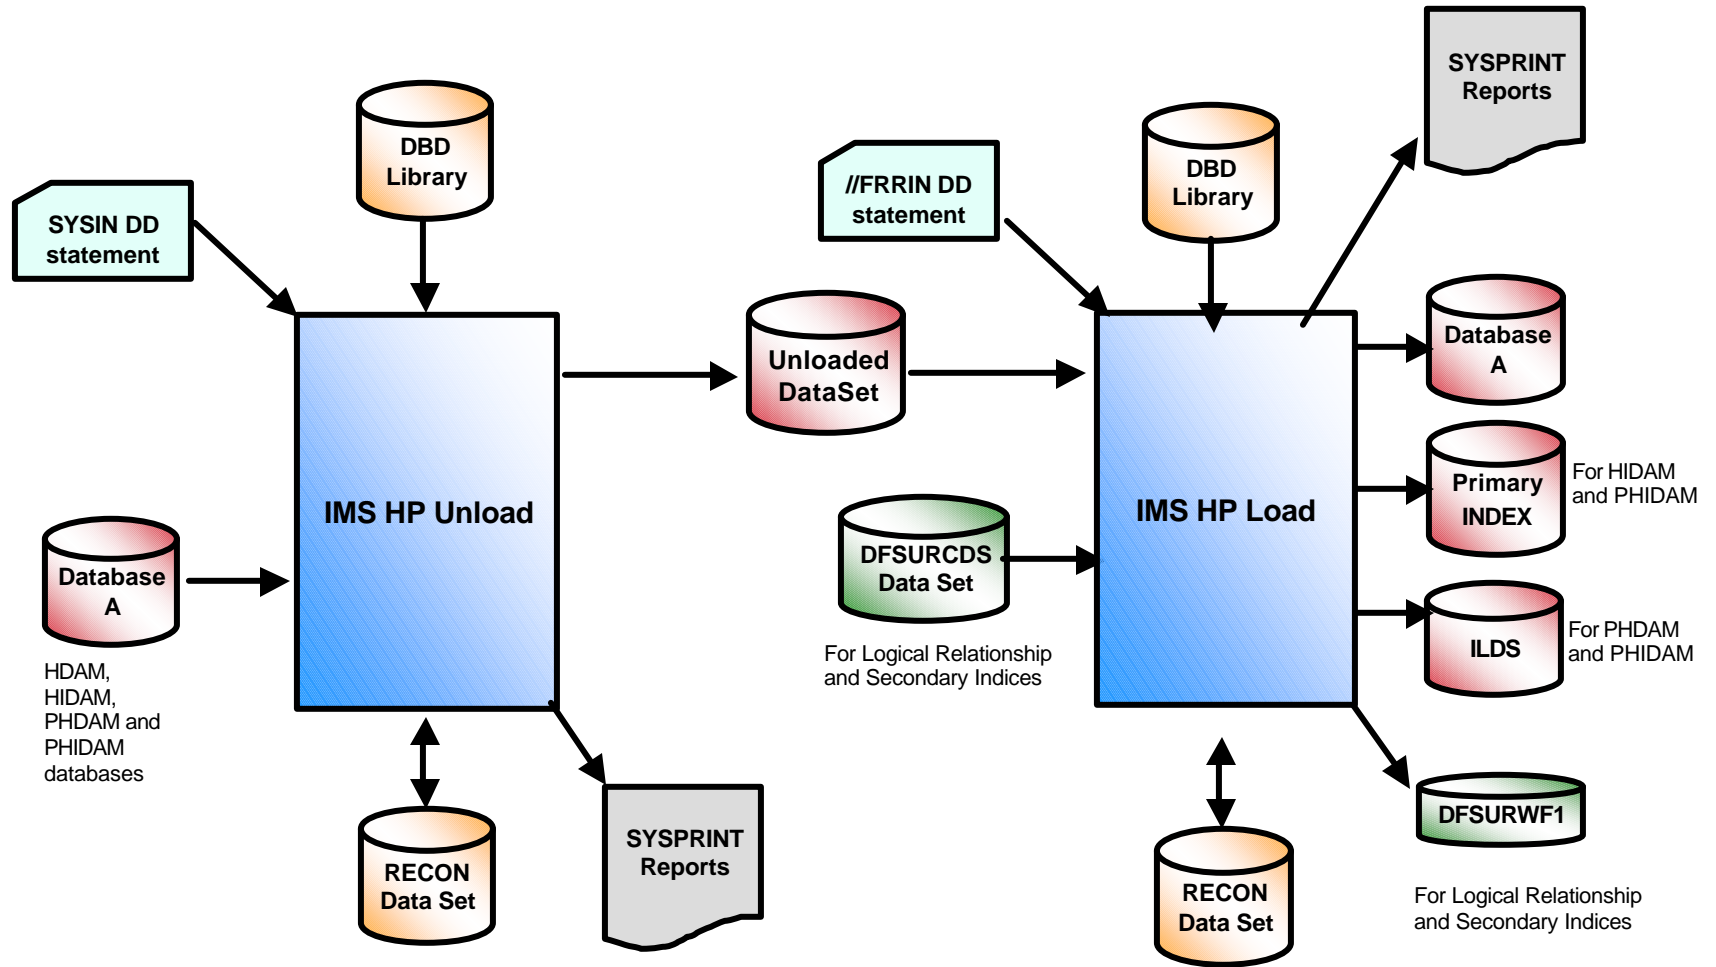 SYSPRINT
Reports
DBD
Library
DBD
Library
//FRRIN DD
statement
SYSIN DD
statement
Unloaded
DataSet
Database
A
IMS HP Unload
IMS HP Load
Primary
INDEX
For HIDAM
and PHIDAM
DFSURCDS
Data Set
For Logical Relationship
and Secondary Indices
Database
A
HDAM,
HIDAM,
PHDAM and
PHIDAM
databases
ILDS
For PHDAM
and PHIDAM
DFSURWF1
For Logical Relationship
and Secondary Indices
SYSPRINT
Reports
RECON
Data Set
RECON
Data Set